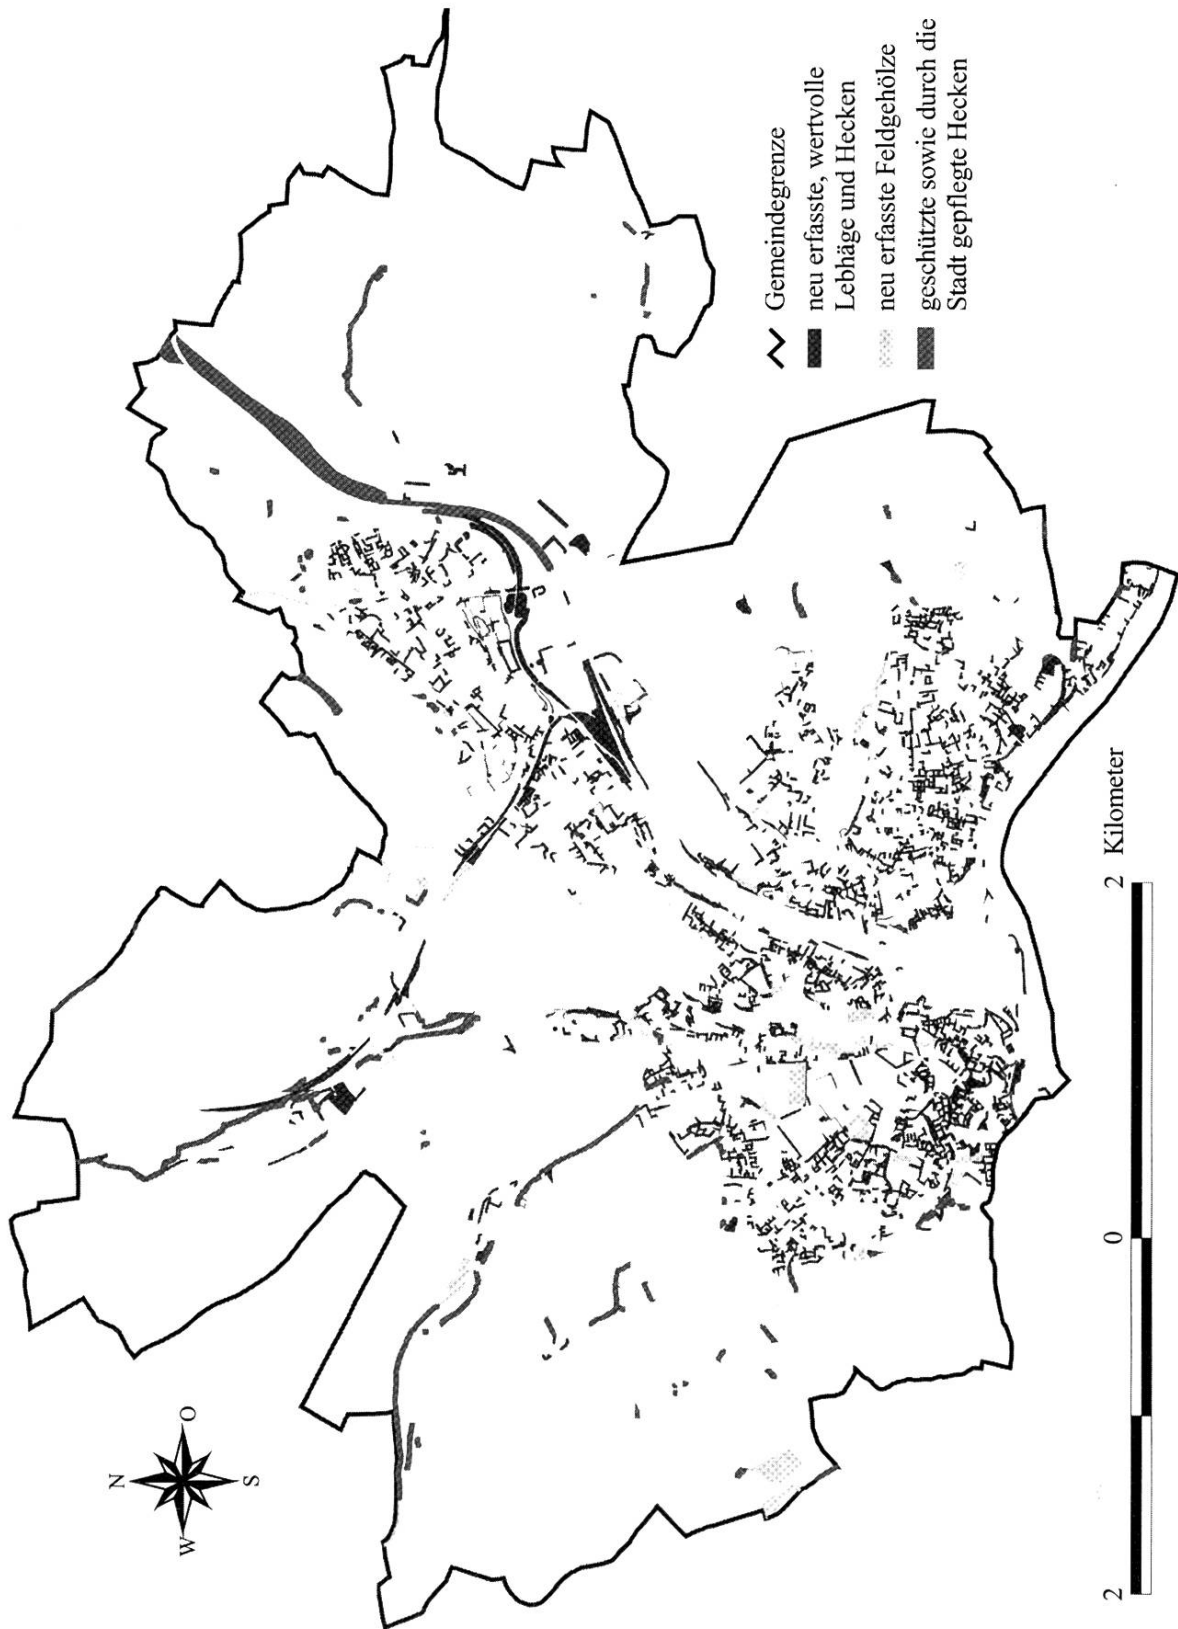 N
W
O
S
Gemeindegrenze
neu erfasste, wertvolle
Lebhäge und Hecken
neu erfasste Feldgehölze
geschützte sowie durch die
Stadt gepflegte Hecken
2
0
2
Kilometer